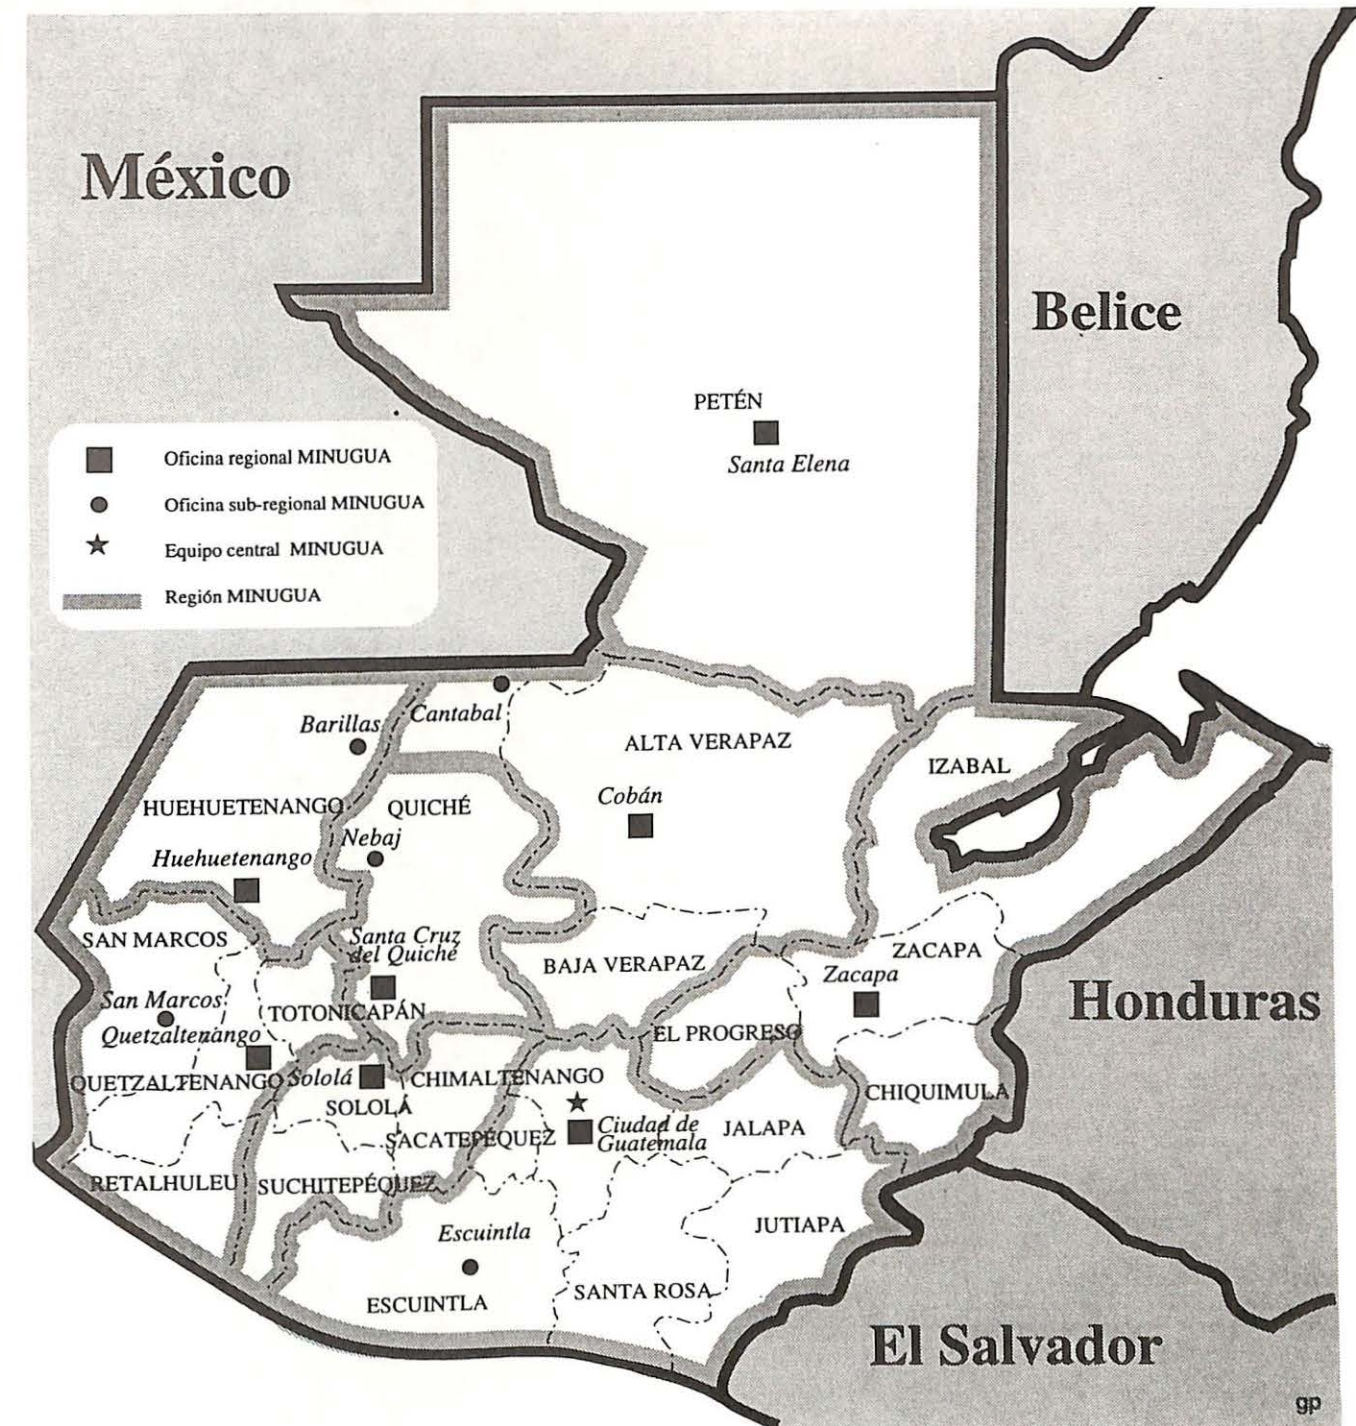 México
Belice
PETÉN
Santa Elena
Oficina regional MINUGUA
Oficina sub-regional MINUGUA
Equipo central MINUGUA
Región MINUGUA
Barillas
Cantabal
ALTA VERAPAZ
IZABAL
Cobán
HUEHUETENANGO
QUICHÉ
Nebaj
Huehuetenango
SAN MARCOS
Santa Cruz
del Quiché
BAJA VERAPAZ
ZACAPA
Zacapa
San Marcos
TOTONICAPÁN
Honduras
Quetzaltenango
EL PROGRESO
QUETZALTENANGO
Sololá
CHIMALTENANGO
CHIQUIMULA
SOLOLÁ
SACATEPÉQUEZ
Ciudad de
Guatemala
JALAPA
RETALHULEU
SUCHITEPÉQUEZ
Escuintla
JUTIAPA
ESCUINTLA
SANTA ROSA
El Salvador
gp